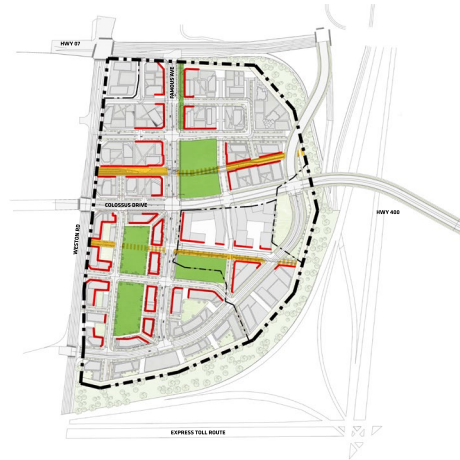 HWY 07
FAMOUS AVE
COLOSSUS DRIVE
WESTON RD
HWY 400
EXPRESS TOLL ROUTE